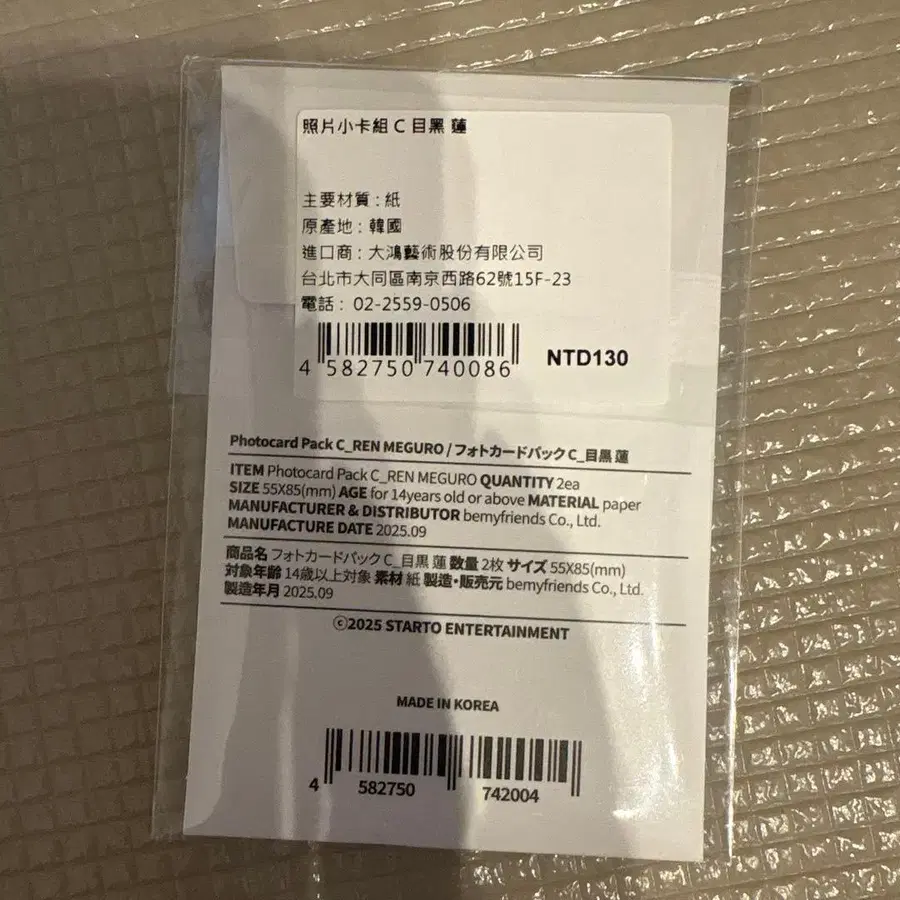 照片小卡組 C 目黑 蓮
主要材質：紙
原產地：韓國
進口商：大鴻藝術股份有限公司
台北市大同區南京西路62號15F-23
電話： 02-2559-0506
4 582750 740086
NTD130
Photocard Pack C_REN MEGURO / フォトカードパック C_目黒 蓮
ITEM Photocard Pack C_REN MEGURO QUANTITY 2ea
SIZE 55X85(mm) AGE for 14years old or above MATERIAL paper
MANUFACTURER & DISTRIBUTOR bemyfriends Co., Ltd.
MANUFACTURE DATE 2025.09
商品名 フォトカードパック C_目黒 蓮 数量 2枚 サイズ 55X85(mm)
対象年齢 14歳以上対象 素材 紙 製造・販売元 bemyfriends Co., Ltd.
製造年月 2025.09
ⓒ2025 STARTO ENTERTAINMENT
MADE IN KOREA
4 582750 742004